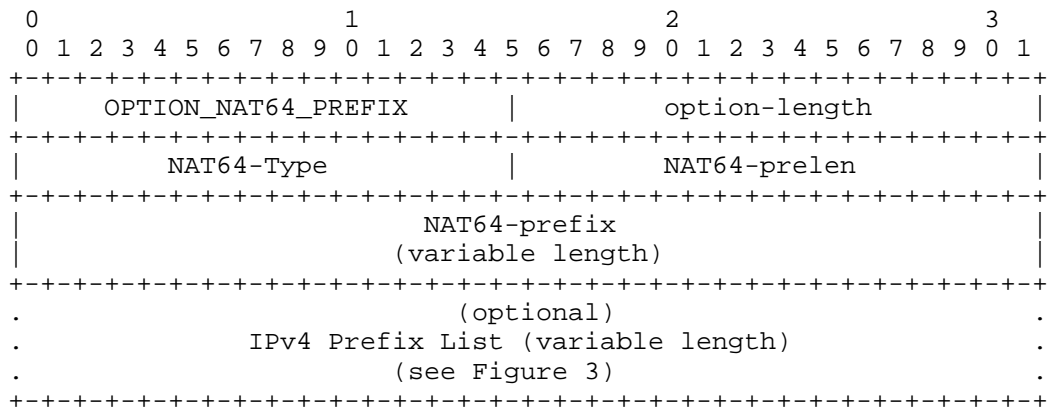 0                   1                   2                   3
 0 1 2 3 4 5 6 7 8 9 0 1 2 3 4 5 6 7 8 9 0 1 2 3 4 5 6 7 8 9 0 1
+-+-+-+-+-+-+-+-+-+-+-+-+-+-+-+-+-+-+-+-+-+-+-+-+-+-+-+-+-+-+-+-+
|     OPTION_NAT64_PREFIX       |         option-length         |
+-+-+-+-+-+-+-+-+-+-+-+-+-+-+-+-+-+-+-+-+-+-+-+-+-+-+-+-+-+-+-+-+
|         NAT64-Type            |         NAT64-prelen          |
+-+-+-+-+-+-+-+-+-+-+-+-+-+-+-+-+-+-+-+-+-+-+-+-+-+-+-+-+-+-+-+-+
|                         NAT64-prefix                          |
|                       (variable length)                       |
+-+-+-+-+-+-+-+-+-+-+-+-+-+-+-+-+-+-+-+-+-+-+-+-+-+-+-+-+-+-+-+-+
.                           (optional)                          .
.              IPv4 Prefix List (variable length)               .
.                       (see Figure 3)                          .
+-+-+-+-+-+-+-+-+-+-+-+-+-+-+-+-+-+-+-+-+-+-+-+-+-+-+-+-+-+-+-+-+